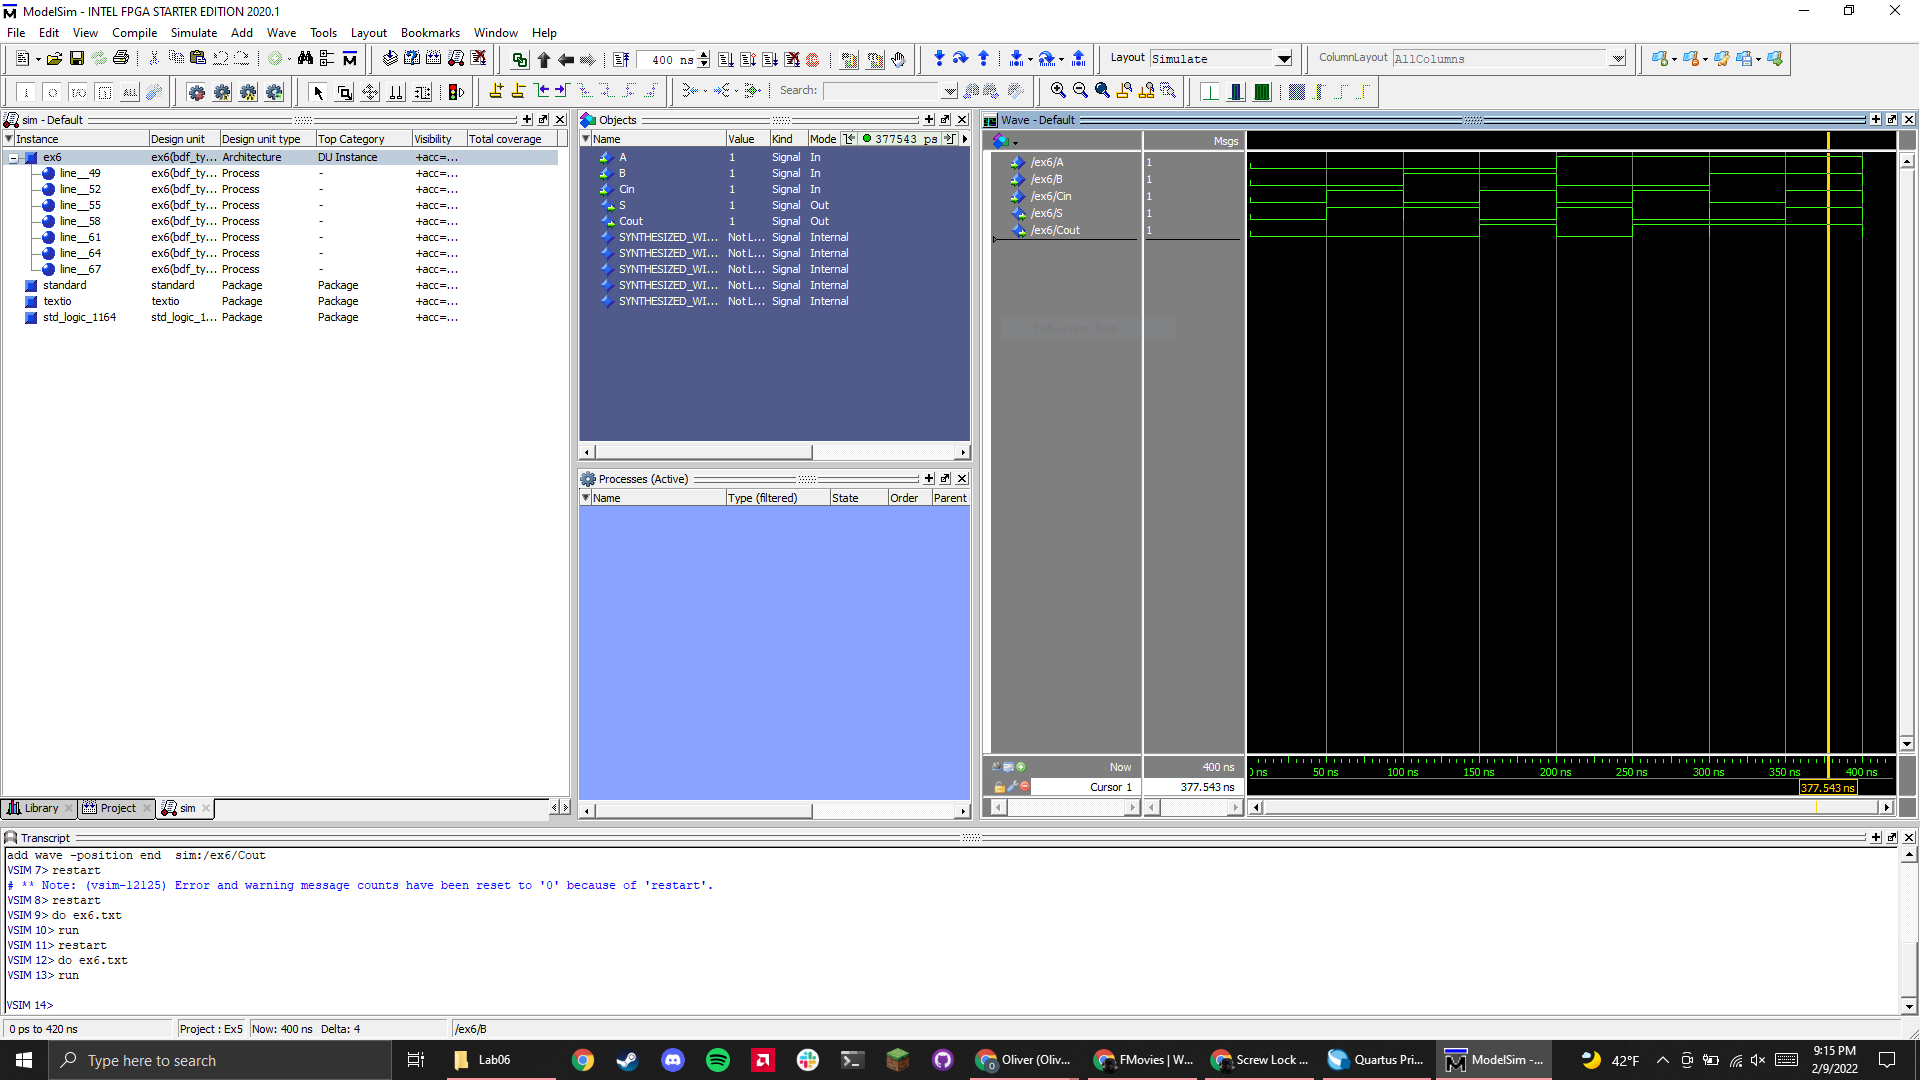 ModelSim - INTEL FPGA STARTER EDITION 2020.1
File Edit View Compile Simulate Add Wave Tools Layout Bookmarks Window Help
400 ns
Layout Simulate
ColumnLayout AllColumns
Search:
sim - Default
Instance Design unit Design unit type Top Category Visibility Total coverage
ex6 ex6(bdf_ty... Architecture DU Instance +acc=...
line__49 ex6(bdf_ty... Process - +acc=...
line__52 ex6(bdf_ty... Process - +acc=...
line__55 ex6(bdf_ty... Process - +acc=...
line__58 ex6(bdf_ty... Process - +acc=...
line__61 ex6(bdf_ty... Process - +acc=...
line__64 ex6(bdf_ty... Process - +acc=...
line__67 ex6(bdf_ty... Process - +acc=...
standard standard Package Package +acc=...
textio textio Package Package +acc=...
std_logic_1164 std_logic_1... Package Package +acc=...
Library Project sim
Objects
Name Value Kind Mode 377543 ps
A 1 Signal In
B 1 Signal In
Cin 1 Signal In
S 1 Signal Out
Cout 1 Signal Out
SYNTHESIZED_WI... Not L... Signal Internal
SYNTHESIZED_WI... Not L... Signal Internal
SYNTHESIZED_WI... Not L... Signal Internal
SYNTHESIZED_WI... Not L... Signal Internal
SYNTHESIZED_WI... Not L... Signal Internal
Processes (Active)
Name Type (filtered) State Order Parent
Wave - Default
Msgs
/ex6/A 1
/ex6/B 1
/ex6/Cin 1
/ex6/S 1
/ex6/Cout 1
Full-screen Snip
Now 400 ns
ns 50 ns 100 ns 150 ns 200 ns 250 ns 300 ns 350 ns 400 ns
Cursor 1 377.543 ns
377.543 ns
Transcript
add wave -position end sim:/ex6/Cout
VSIM 7> restart
# ** Note: (vsim-12125) Error and warning message counts have been reset to '0' because of 'restart'.
VSIM 8> restart
VSIM 9> do ex6.txt
VSIM 10> run
VSIM 11> restart
VSIM 12> do ex6.txt
VSIM 13> run
VSIM 14>
0 ps to 420 ns Project : Ex5 Now: 400 ns Delta: 4 /ex6/B
Type here to search
Lab06
Oliver (Oliv...
FMovies | W...
Screw Lock ...
Quartus Pri...
ModelSim -...
42°F
9:15 PM
2/9/2022